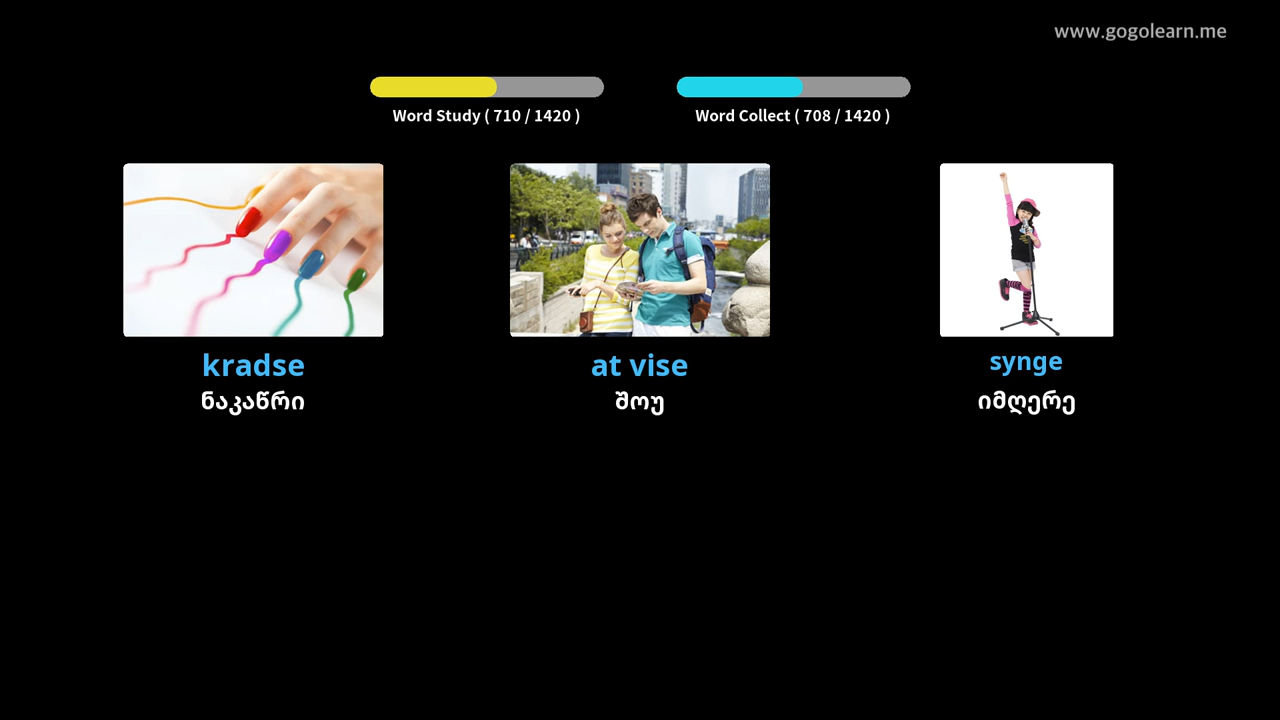 www.gogolearn.me
Word Study ( 710 / 1420 )
Word Collect ( 708 / 1420 )
kradse
at vise
synge
ნაკაწრი
შოუ
იმღერე